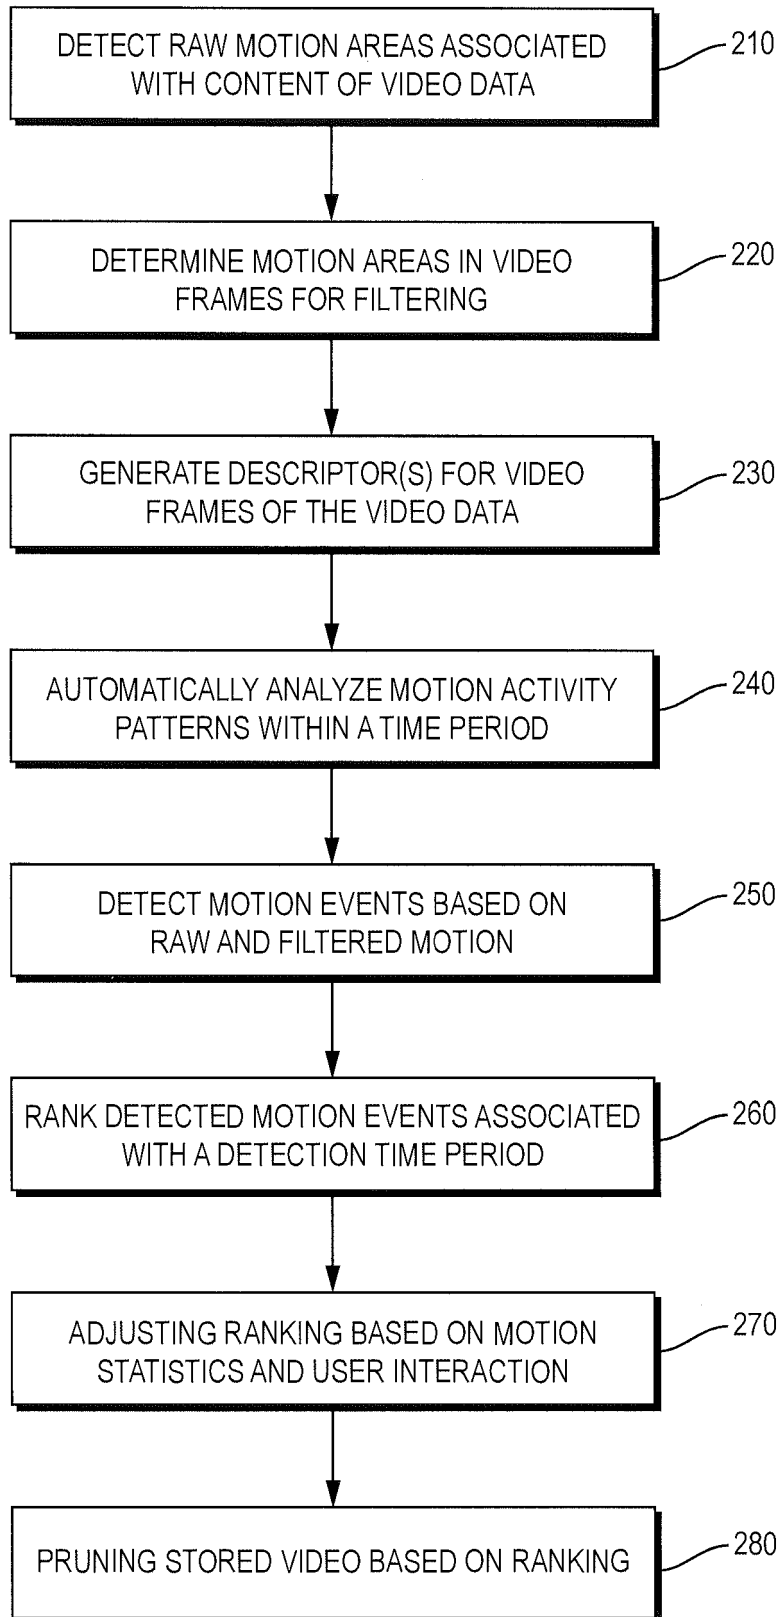 DETECT RAW MOTION AREAS ASSOCIATED
WITH CONTENT OF VIDEO DATA
210
DETERMINE MOTION AREAS IN VIDEO
FRAMES FOR FILTERING
220
GENERATE DESCRIPTOR(S) FOR VIDEO
FRAMES OF THE VIDEO DATA
230
AUTOMATICALLY ANALYZE MOTION ACTIVITY
PATTERNS WITHIN A TIME PERIOD
240
DETECT MOTION EVENTS BASED ON
RAW AND FILTERED MOTION
250
RANK DETECTED MOTION EVENTS ASSOCIATED
WITH A DETECTION TIME PERIOD
260
ADJUSTING RANKING BASED ON MOTION
STATISTICS AND USER INTERACTION
270
PRUNING STORED VIDEO BASED ON RANKING
280